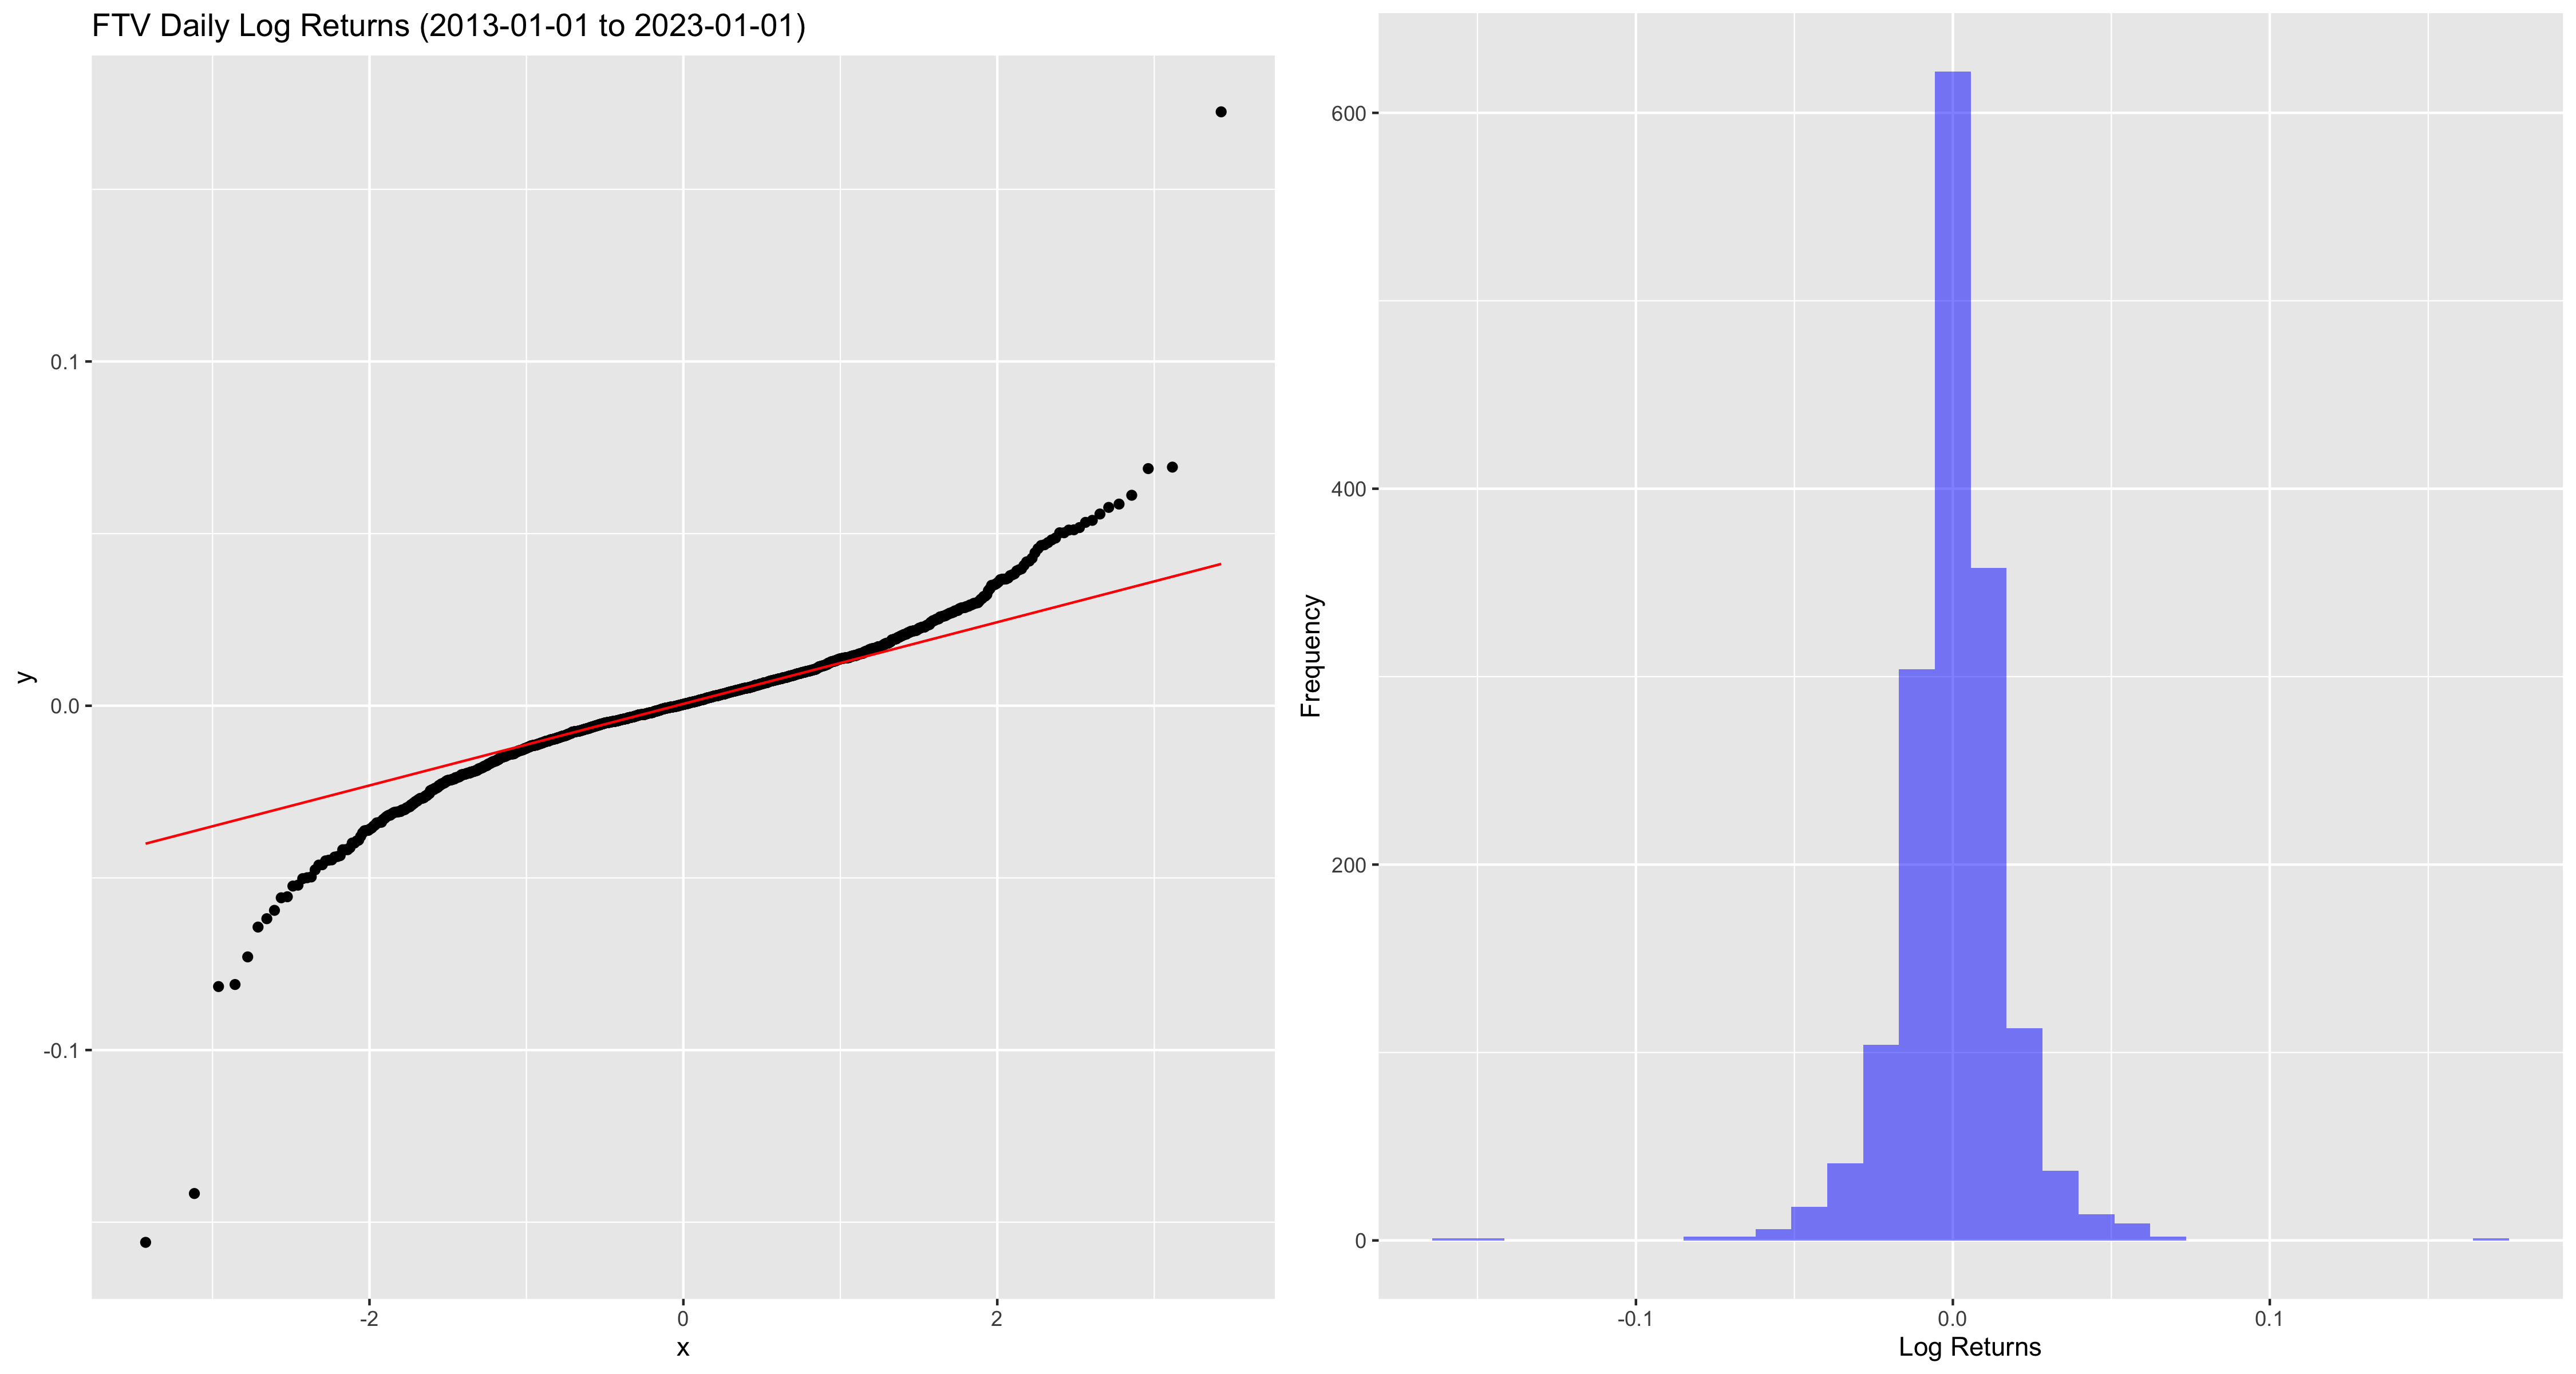 FTV Daily Log Returns (2013-01-01 to 2023-01-01)
0.1
0.0
-0.1
y
-2 0 2
x
600
400
200
0
Frequency
-0.1 0.0 0.1
Log Returns